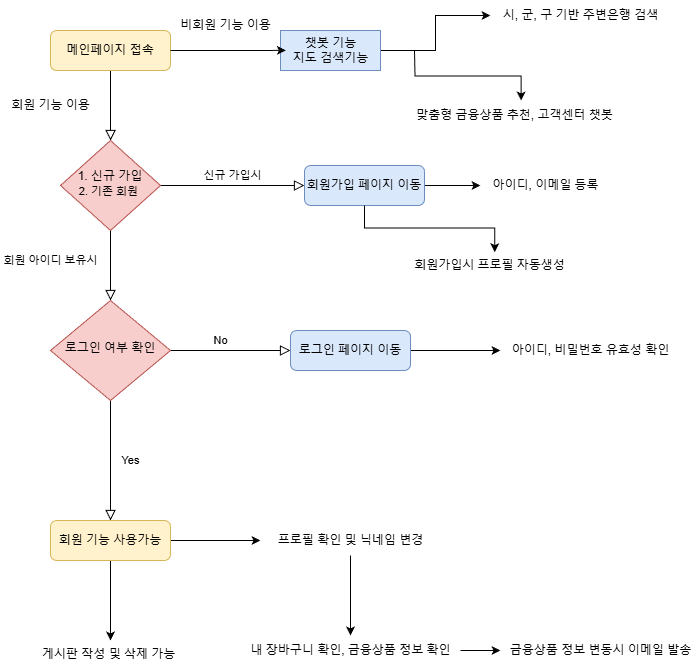 메인페이지 접속
비회원 기능 이용
챗봇 기능
지도 검색기능
시, 군, 구 기반 주변은행 검색
맞춤형 금융상품 추천, 고객센터 챗봇
회원 기능 이용
1. 신규 가입
2. 기존 회원
신규 가입시
회원가입 페이지 이동
아이디, 이메일 등록
회원가입시 프로필 자동생성
회원 아이디 보유시
로그인 여부 확인
No
로그인 페이지 이동
아이디, 비밀번호 유효성 확인
Yes
회원 기능 사용가능
프로필 확인 및 닉네임 변경
게시판 작성 및 삭제 가능
내 장바구니 확인, 금융상품 정보 확인
금융상품 정보 변동시 이메일 발송